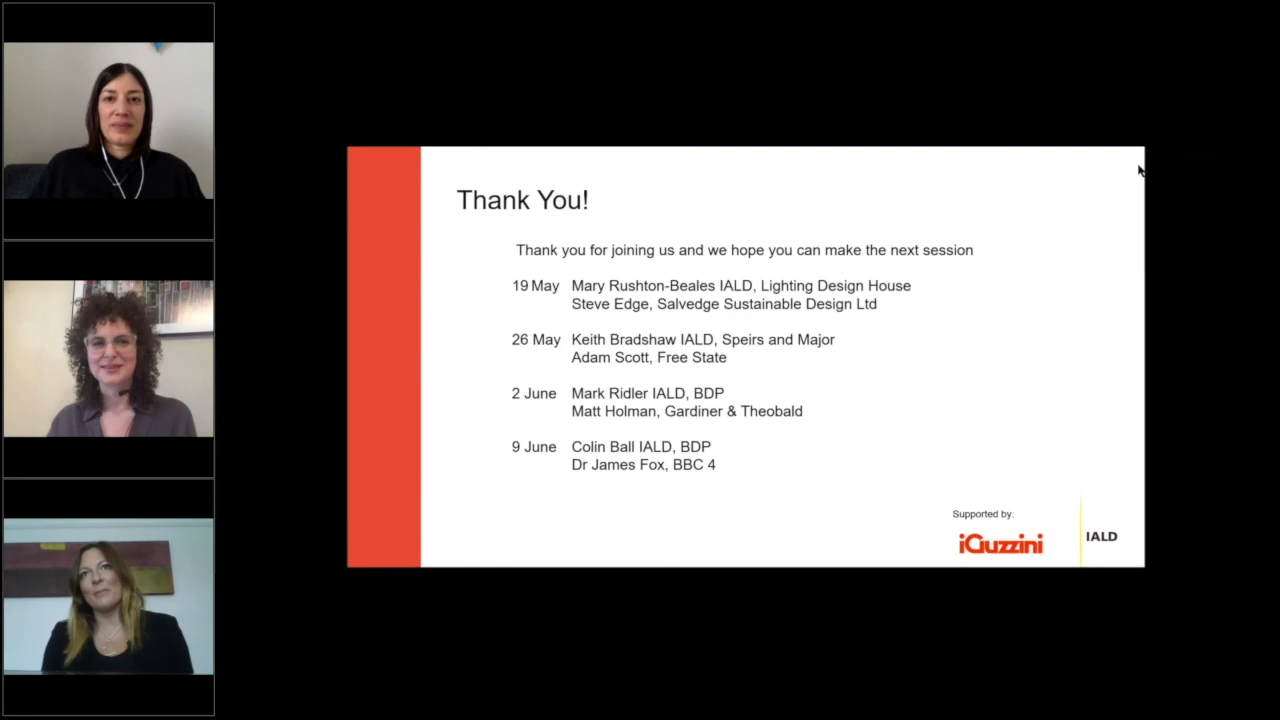 Thank You!
Thank you for joining us and we hope you can make the next session
19 May Mary Rushton-Beales IALD, Lighting Design House
Steve Edge, Salvedge Sustainable Design Ltd
26 May Keith Bradshaw IALD, Speirs and Major
Adam Scott, Free State
2 June Mark Ridler IALD, BDP
Matt Holman, Gardiner & Theobald
9 June Colin Ball IALD, BDP
Dr James Fox, BBC 4
Supported by:
iGuzzini
IALD